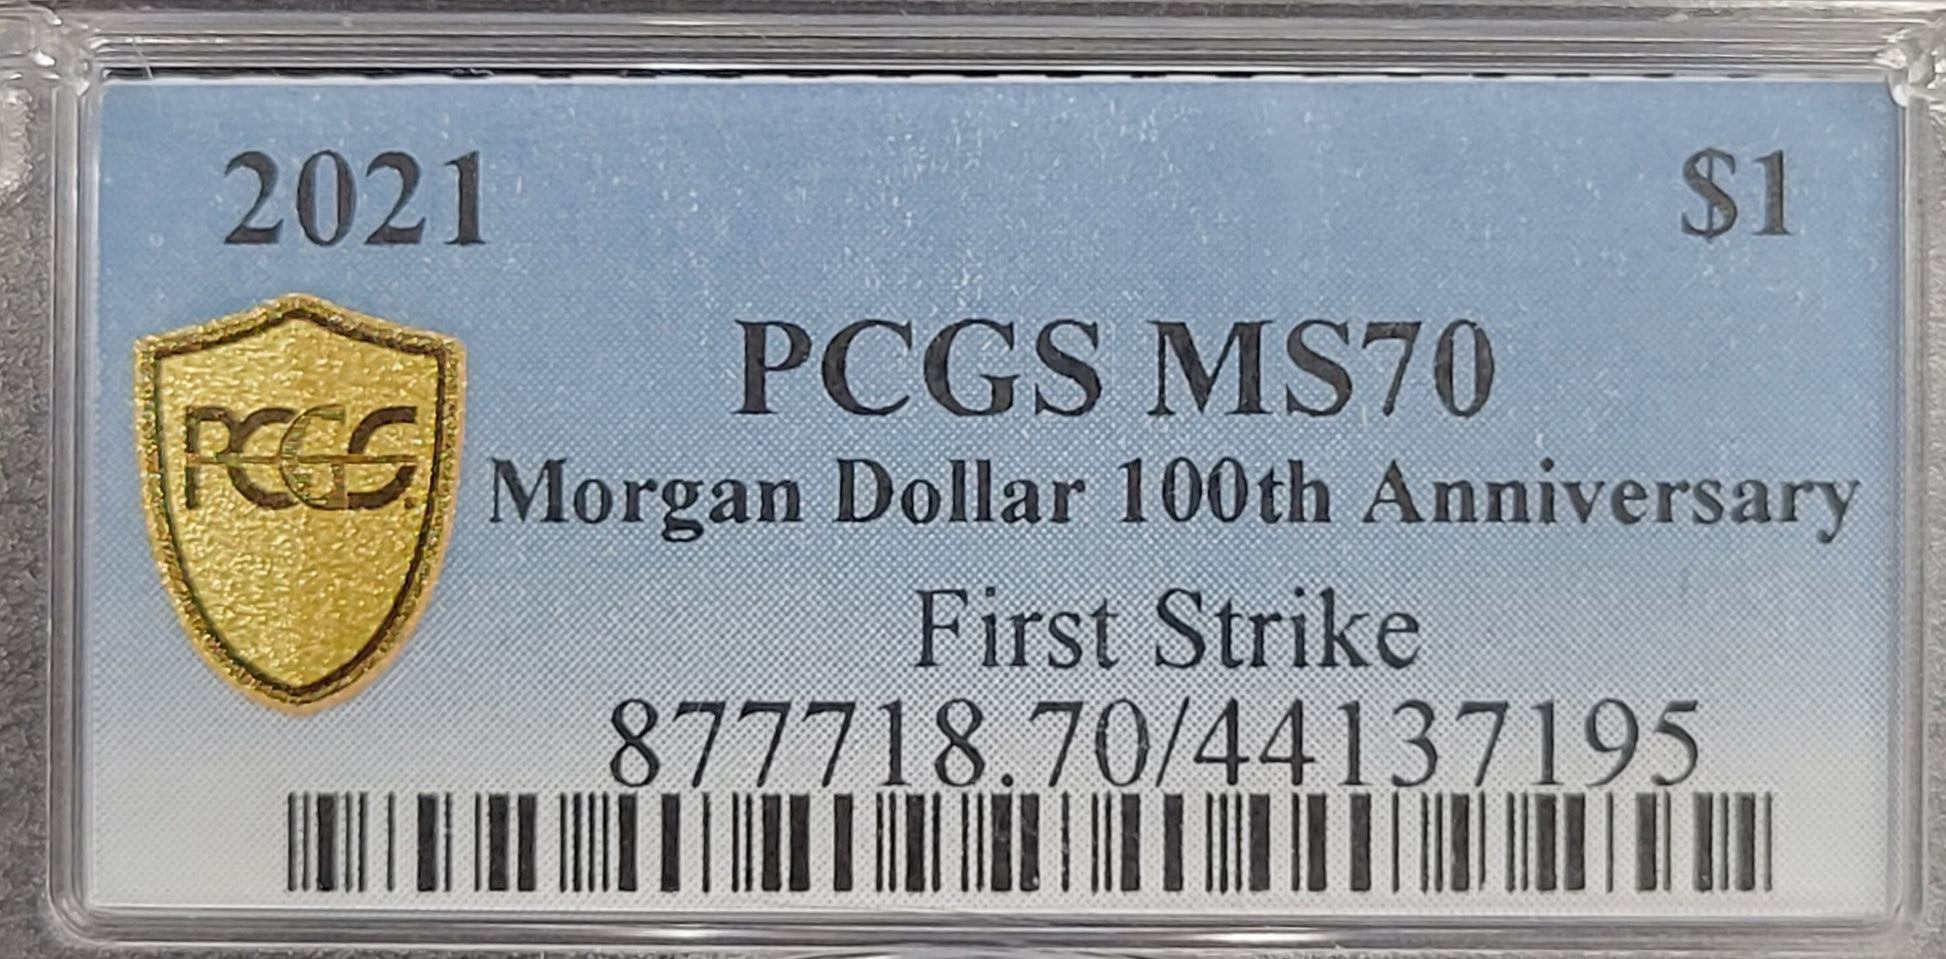 2021 $1
PCGS MS70
PCGS.
Morgan Dollar 100th Anniversary
First Strike
877718.70/44137195